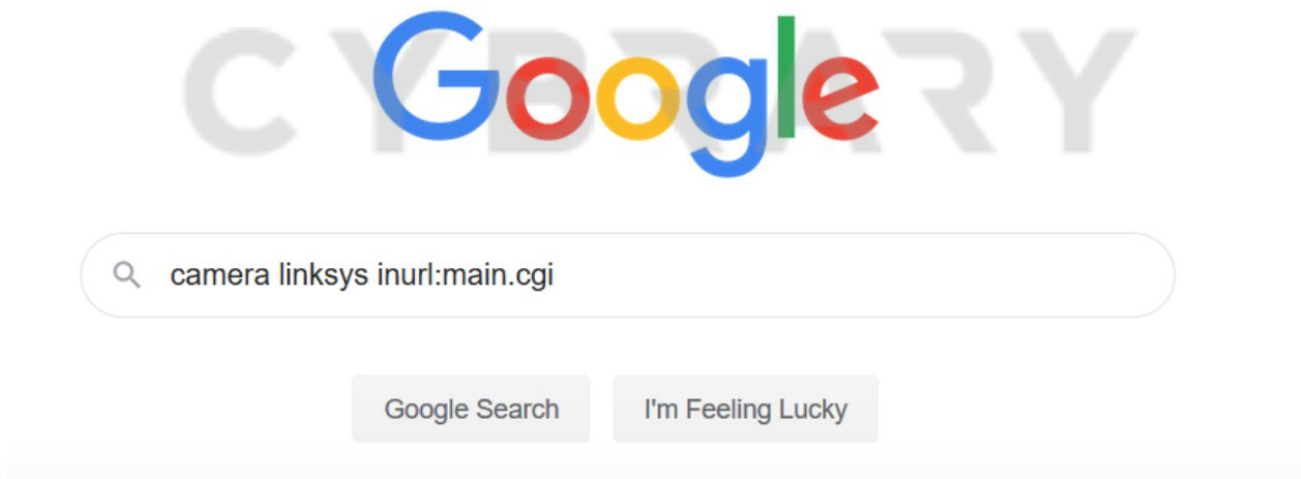 CYBRARY
Google
camera linksys inurl:main.cgi
Google Search
I'm Feeling Lucky